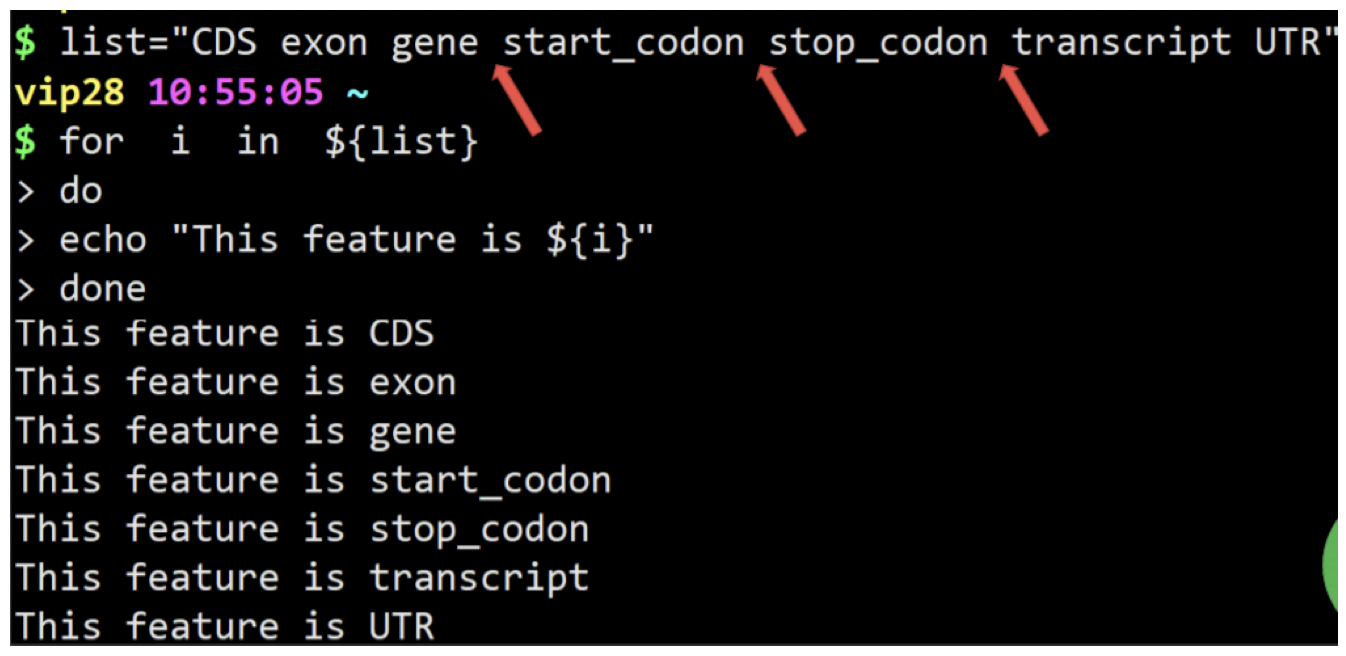 $ list="CDS exon gene start_codon stop_codon transcript UTR"
vip28 10:55:05 ~
$ for  i  in  ${list}
> do
> echo "This feature is ${i}"
> done
This feature is CDS
This feature is exon
This feature is gene
This feature is start_codon
This feature is stop_codon
This feature is transcript
This feature is UTR